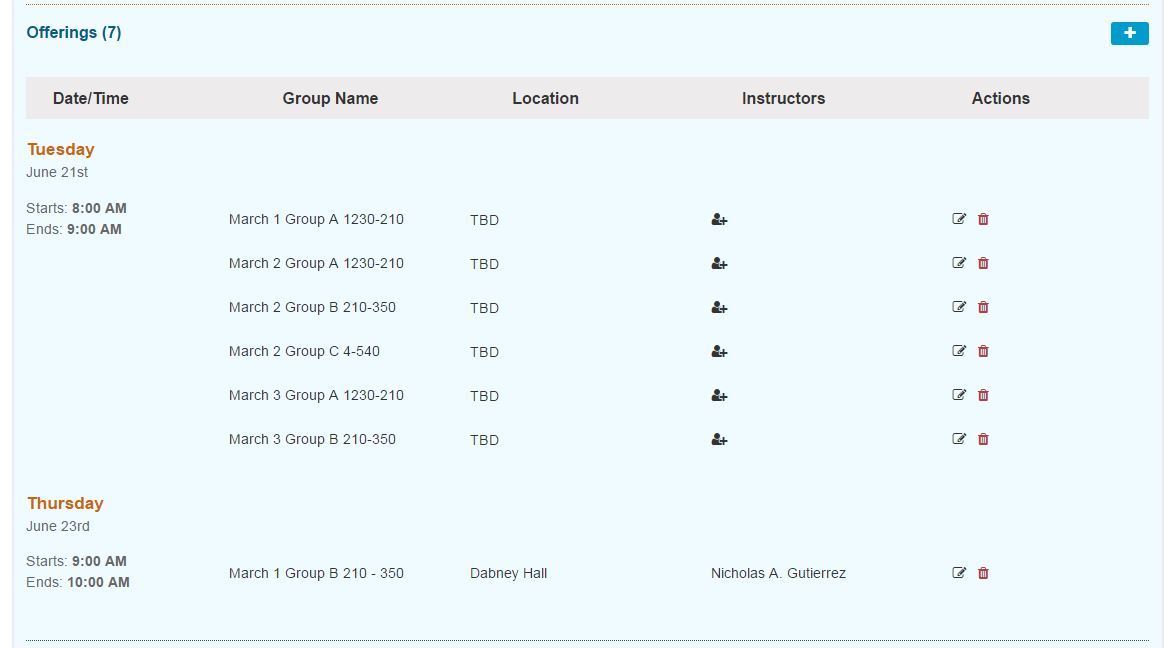 Offerings (7)
Date/Time Group Name Location Instructors Actions
Tuesday
June 21st
Starts: 8:00 AM
Ends: 9:00 AM
March 1 Group A 1230-210 TBD
March 2 Group A 1230-210 TBD
March 2 Group B 210-350 TBD
March 2 Group C 4-540 TBD
March 3 Group A 1230-210 TBD
March 3 Group B 210-350 TBD
Thursday
June 23rd
Starts: 9:00 AM
Ends: 10:00 AM
March 1 Group B 210 - 350 Dabney Hall Nicholas A. Gutierrez